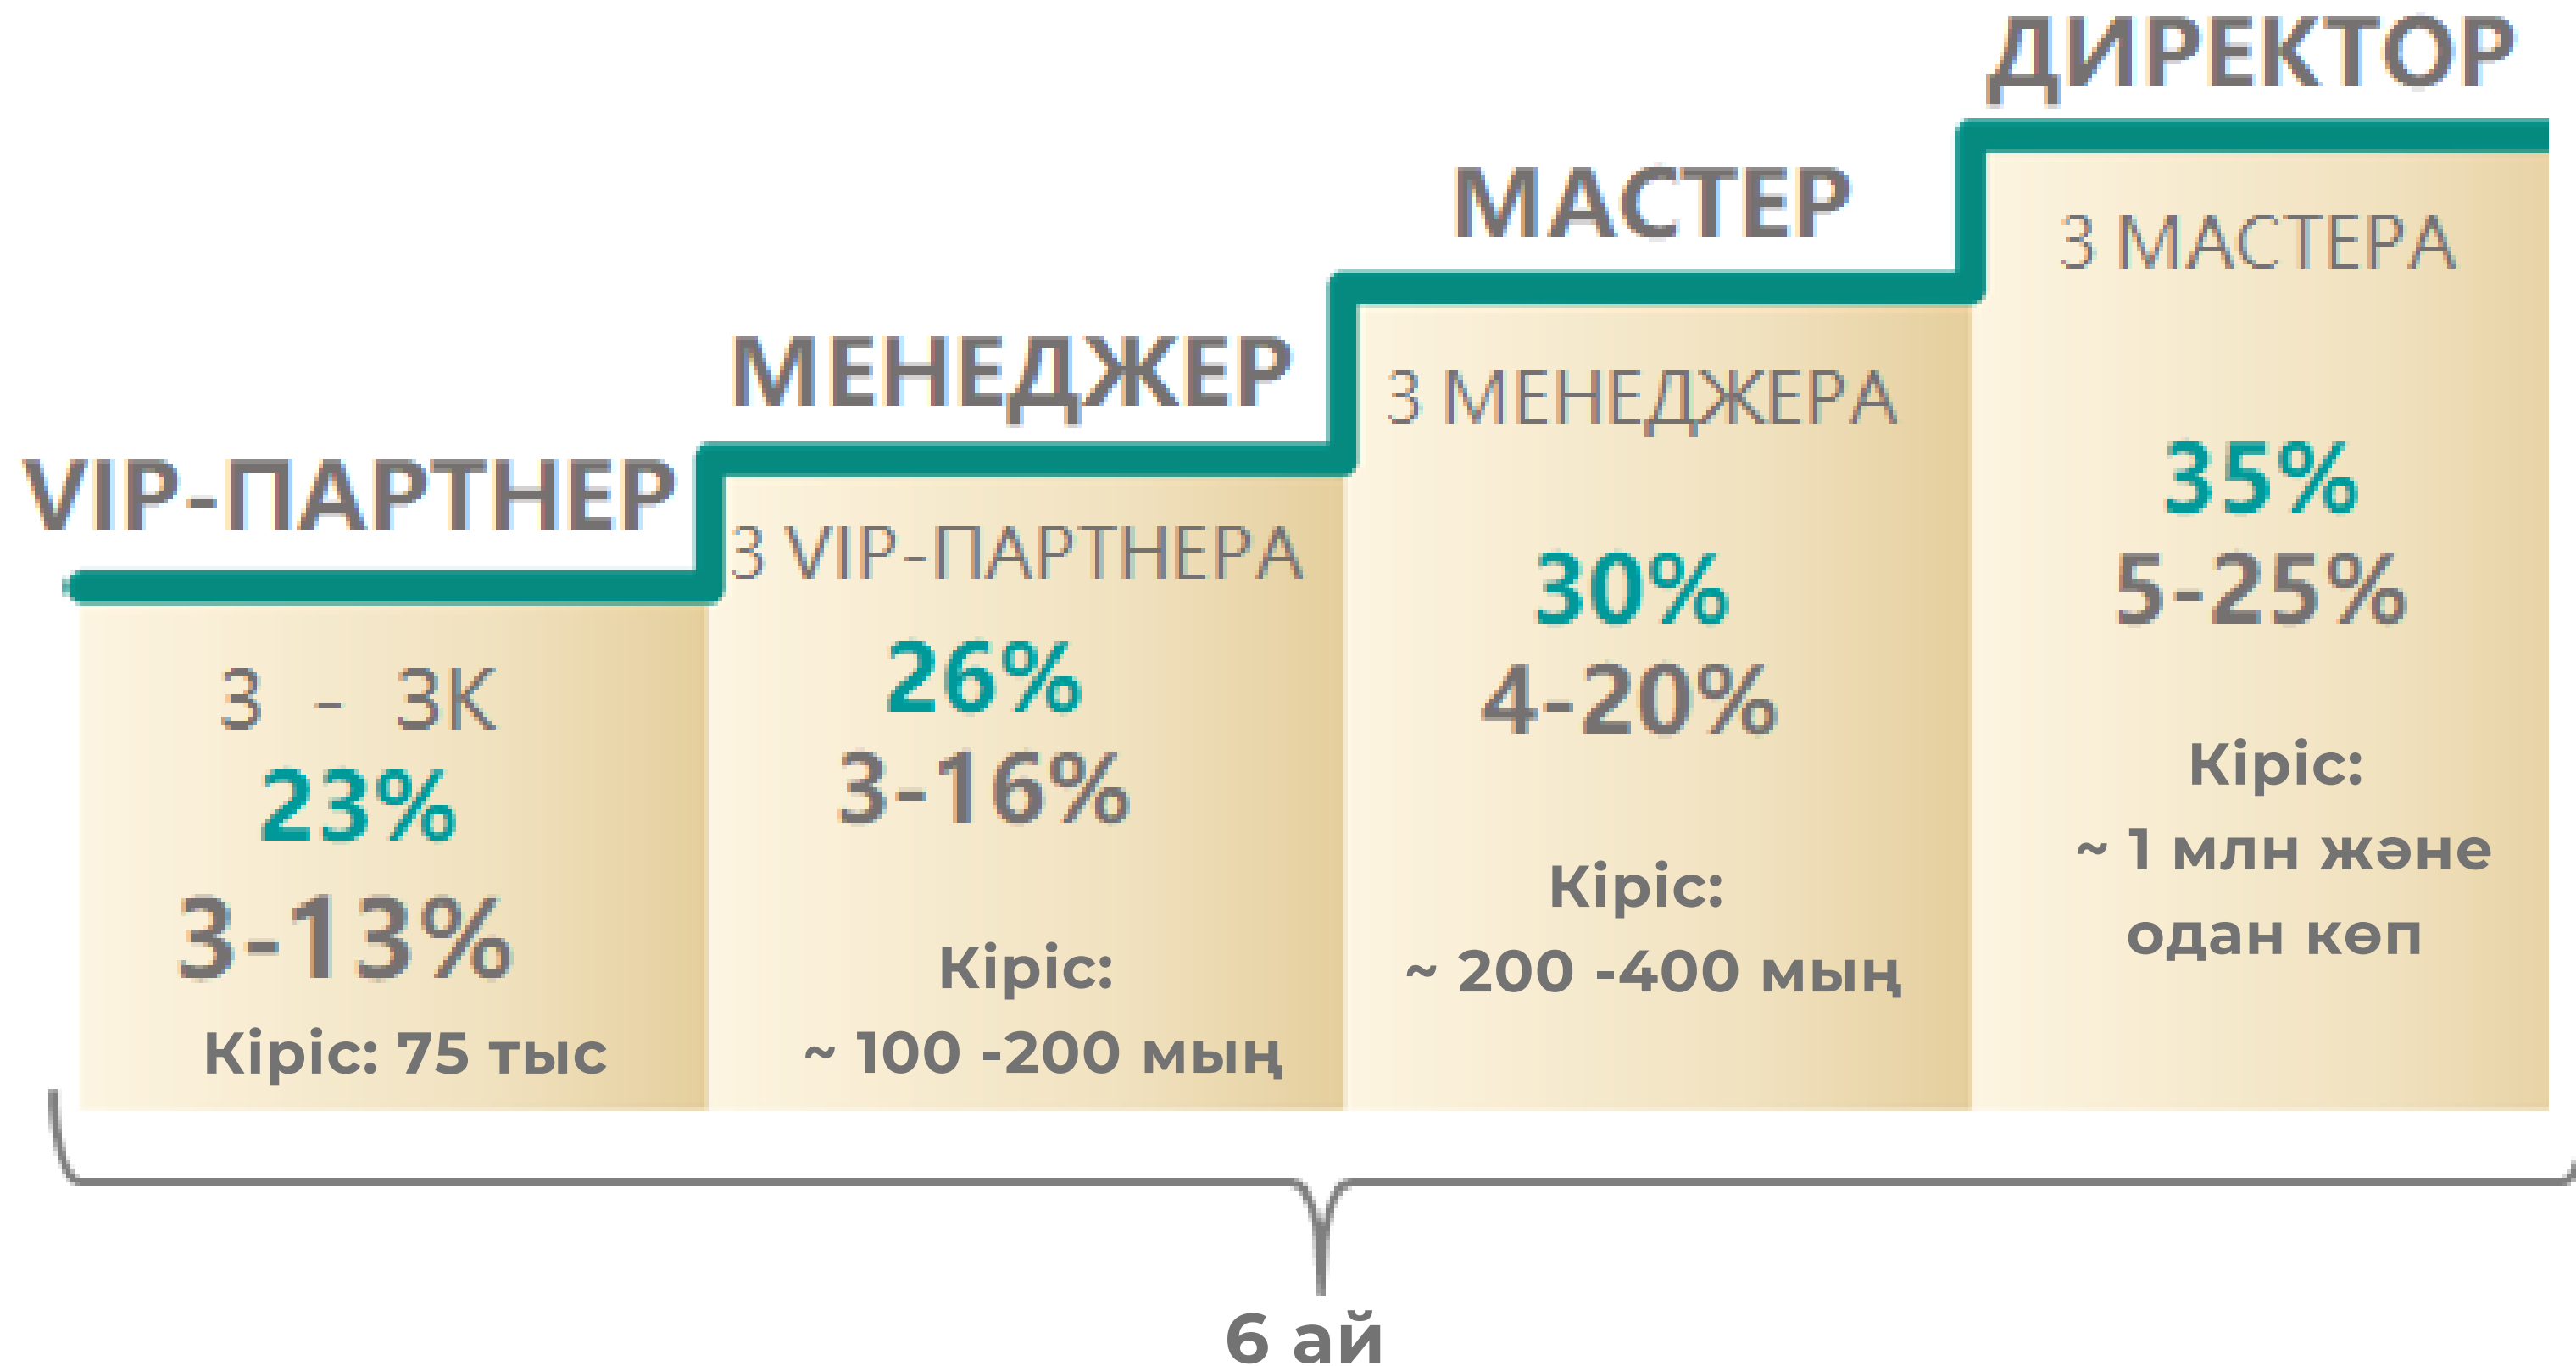 VIP-ПАРТНЕР
3 - 3К
23%
3-13%
Кіріс: 75 тыс
МЕНЕДЖЕР
3 VIP-ПАРТНЕРА
26%
3-16%
Кіріс:
~ 100 -200 мың
МАСТЕР
3 МЕНЕДЖЕРА
30%
4-20%
Кіріс:
~ 200 -400 мың
ДИРЕКТОР
3 МАСТЕРА
35%
5-25%
Кіріс:
~ 1 млн және
одан көп
6 ай